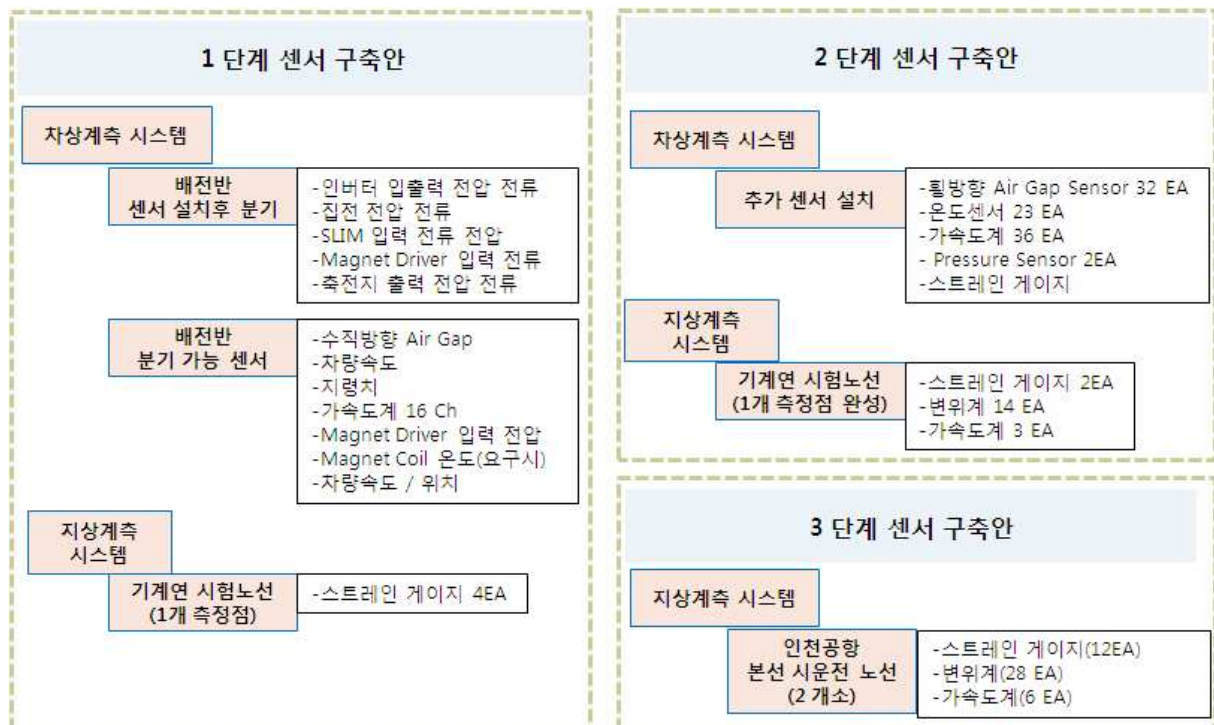 1 단계 센서 구축안
차상계측 시스템
배전반
센서 설치후 분기
-인버터 입출력 전압 전류
-집전 전압 전류
-SLIM 입력 전류 전압
-Magnet Driver 입력 전류
-축전지 출력 전압 전류
배전반
분기 가능 센서
-수직방향 Air Gap
-차량속도
-지령치
-가속도계 16 Ch
-Magnet Driver 입력 전압
-Magnet Coil 온도(요구시)
-차량속도 / 위치
지상계측
시스템
기계연 시험노선
(1개 측정점)
-스트레인 게이지 4EA
2 단계 센서 구축안
차상계측 시스템
추가 센서 설치
-횡방향 Air Gap Sensor 32 EA
-온도센서 23 EA
-가속도계 36 EA
- Pressure Sensor 2EA
-스트레인 게이지
지상계측
시스템
기계연 시험노선
(1개 측정점 완성)
-스트레인 게이지 2EA
-변위계 14 EA
-가속도계 3 EA
3 단계 센서 구축안
지상계측 시스템
인천공항
본선 시운전 노선
(2 개소)
-스트레인 게이지(12EA)
-변위계(28 EA)
-가속도계(6 EA)